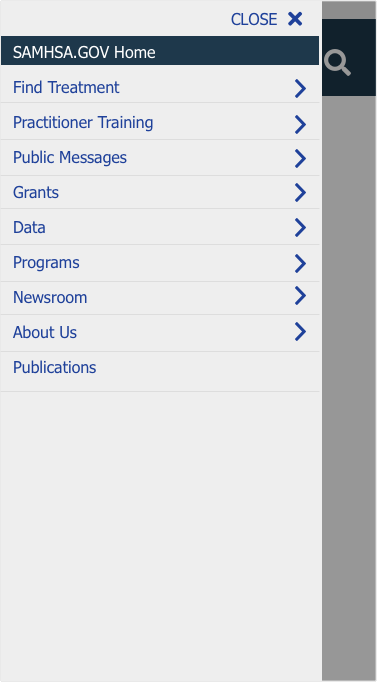 CLOSE
SAMHSA.GOV Home
Find Treatment
Practitioner Training
Public Messages
Grants
Data
Programs
Newsroom
About Us
Publications